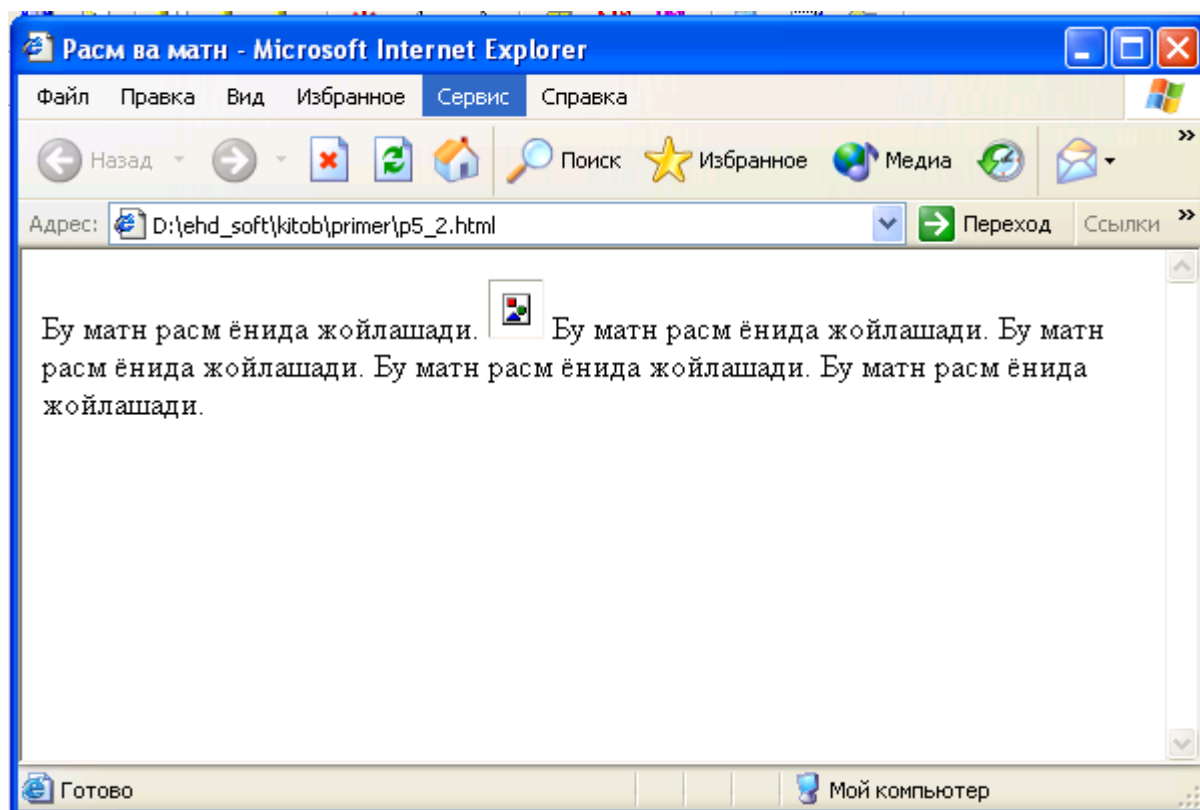 Расм ва матн - Microsoft Internet Explorer
Файл Правка Вид Избранное Сервис Справка
Назад Поиск Избранное Медиа »
Адрес: D:\ehd_soft\kitob\primer\p5_2.html Переход Ссылки »
Бу матн расм ёнида жойлашади. Бу матн расм ёнида жойлашади. Бу матн
расм ёнида жойлашади. Бу матн расм ёнида жойлашади. Бу матн расм ёнида
жойлашади.
Готово Мой компьютер